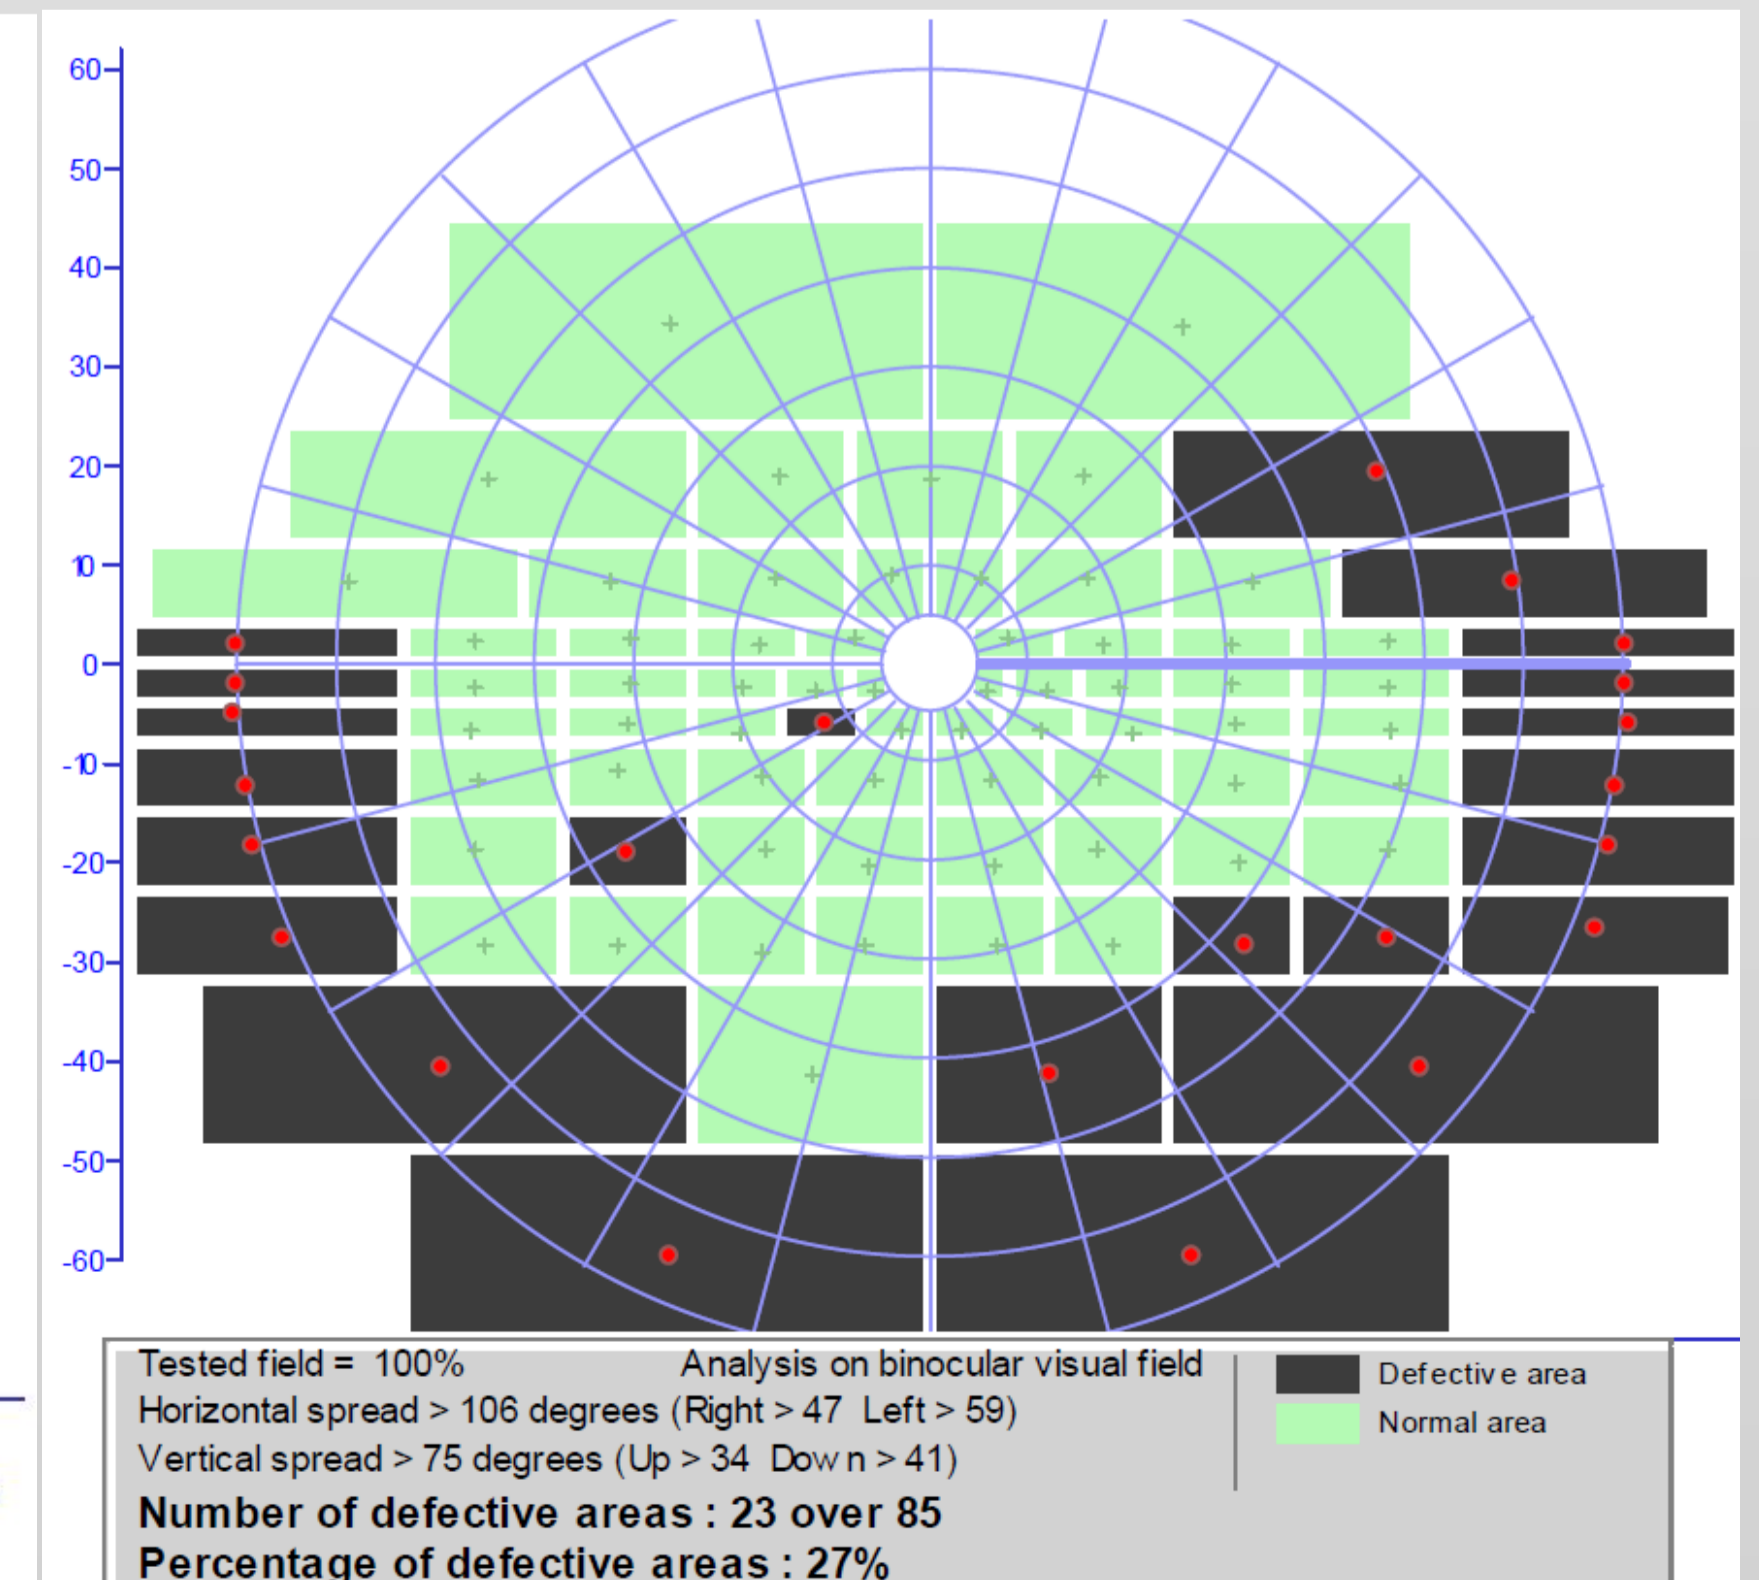 60
50
40
30
20
10
0
-10
-20
-30
-40
-50
-60
Tested field = 100% Analysis on binocular visual field
Horizontal spread > 106 degrees (Right > 47 Left > 59)
Vertical spread > 75 degrees (Up > 34 Down > 41)
Number of defective areas : 23 over 85
Percentage of defective areas : 27%
Defective area
Normal area